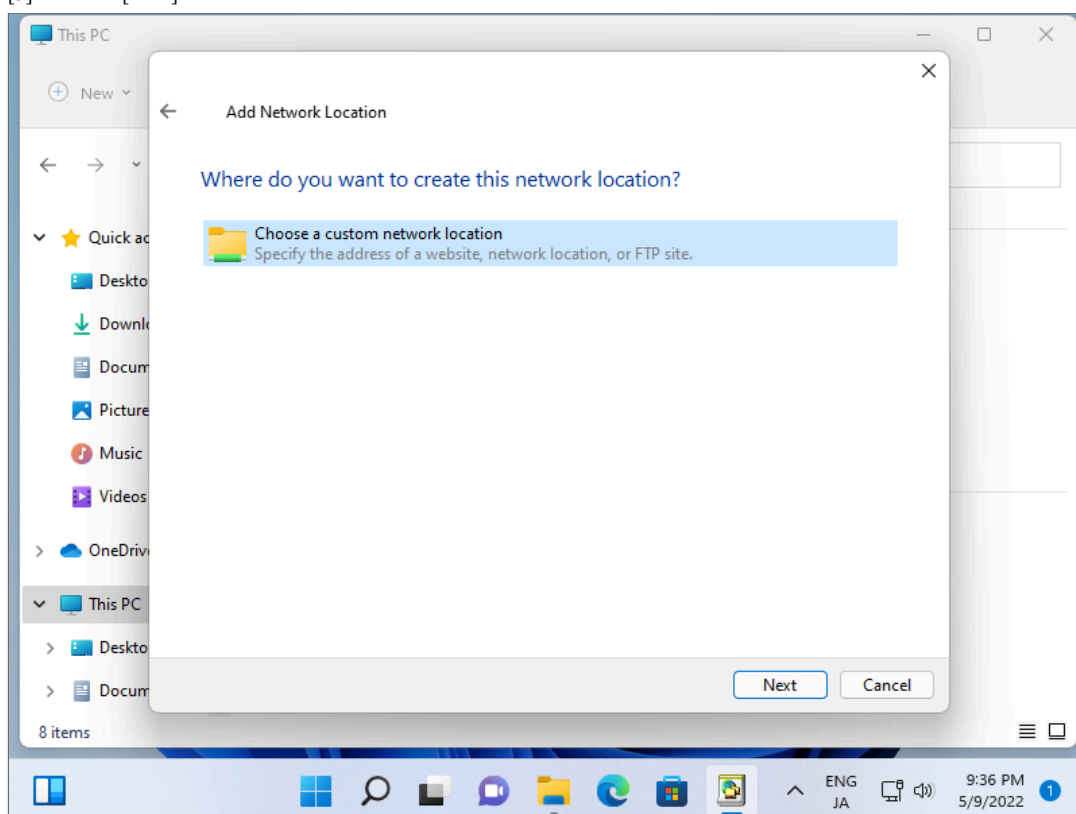 This PC
New
Add Network Location
Where do you want to create this network location?
Choose a custom network location
Specify the address of a website, network location, or FTP site.
Quick ac
Deskto
Downlo
Docum
Picture
Music
Videos
OneDriv
This PC
Deskto
Docum
Next
Cancel
8 items
ENG
JA
9:36 PM
5/9/2022
1